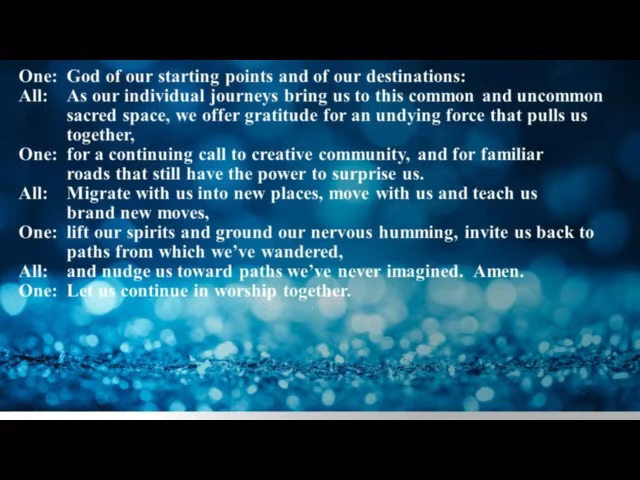 One: God of our starting points and of our destinations:
All: As our individual journeys bring us to this common and uncommon
sacred space, we offer gratitude for an undying force that pulls us
together,
One: for a continuing call to creative community, and for familiar
roads that still have the power to surprise us.
All: Migrate with us into new places, move with us and teach us
brand new moves,
One: lift our spirits and ground our nervous humming, invite us back to
paths from which we’ve wandered,
All: and nudge us toward paths we’ve never imagined. Amen.
One: Let us continue in worship together.